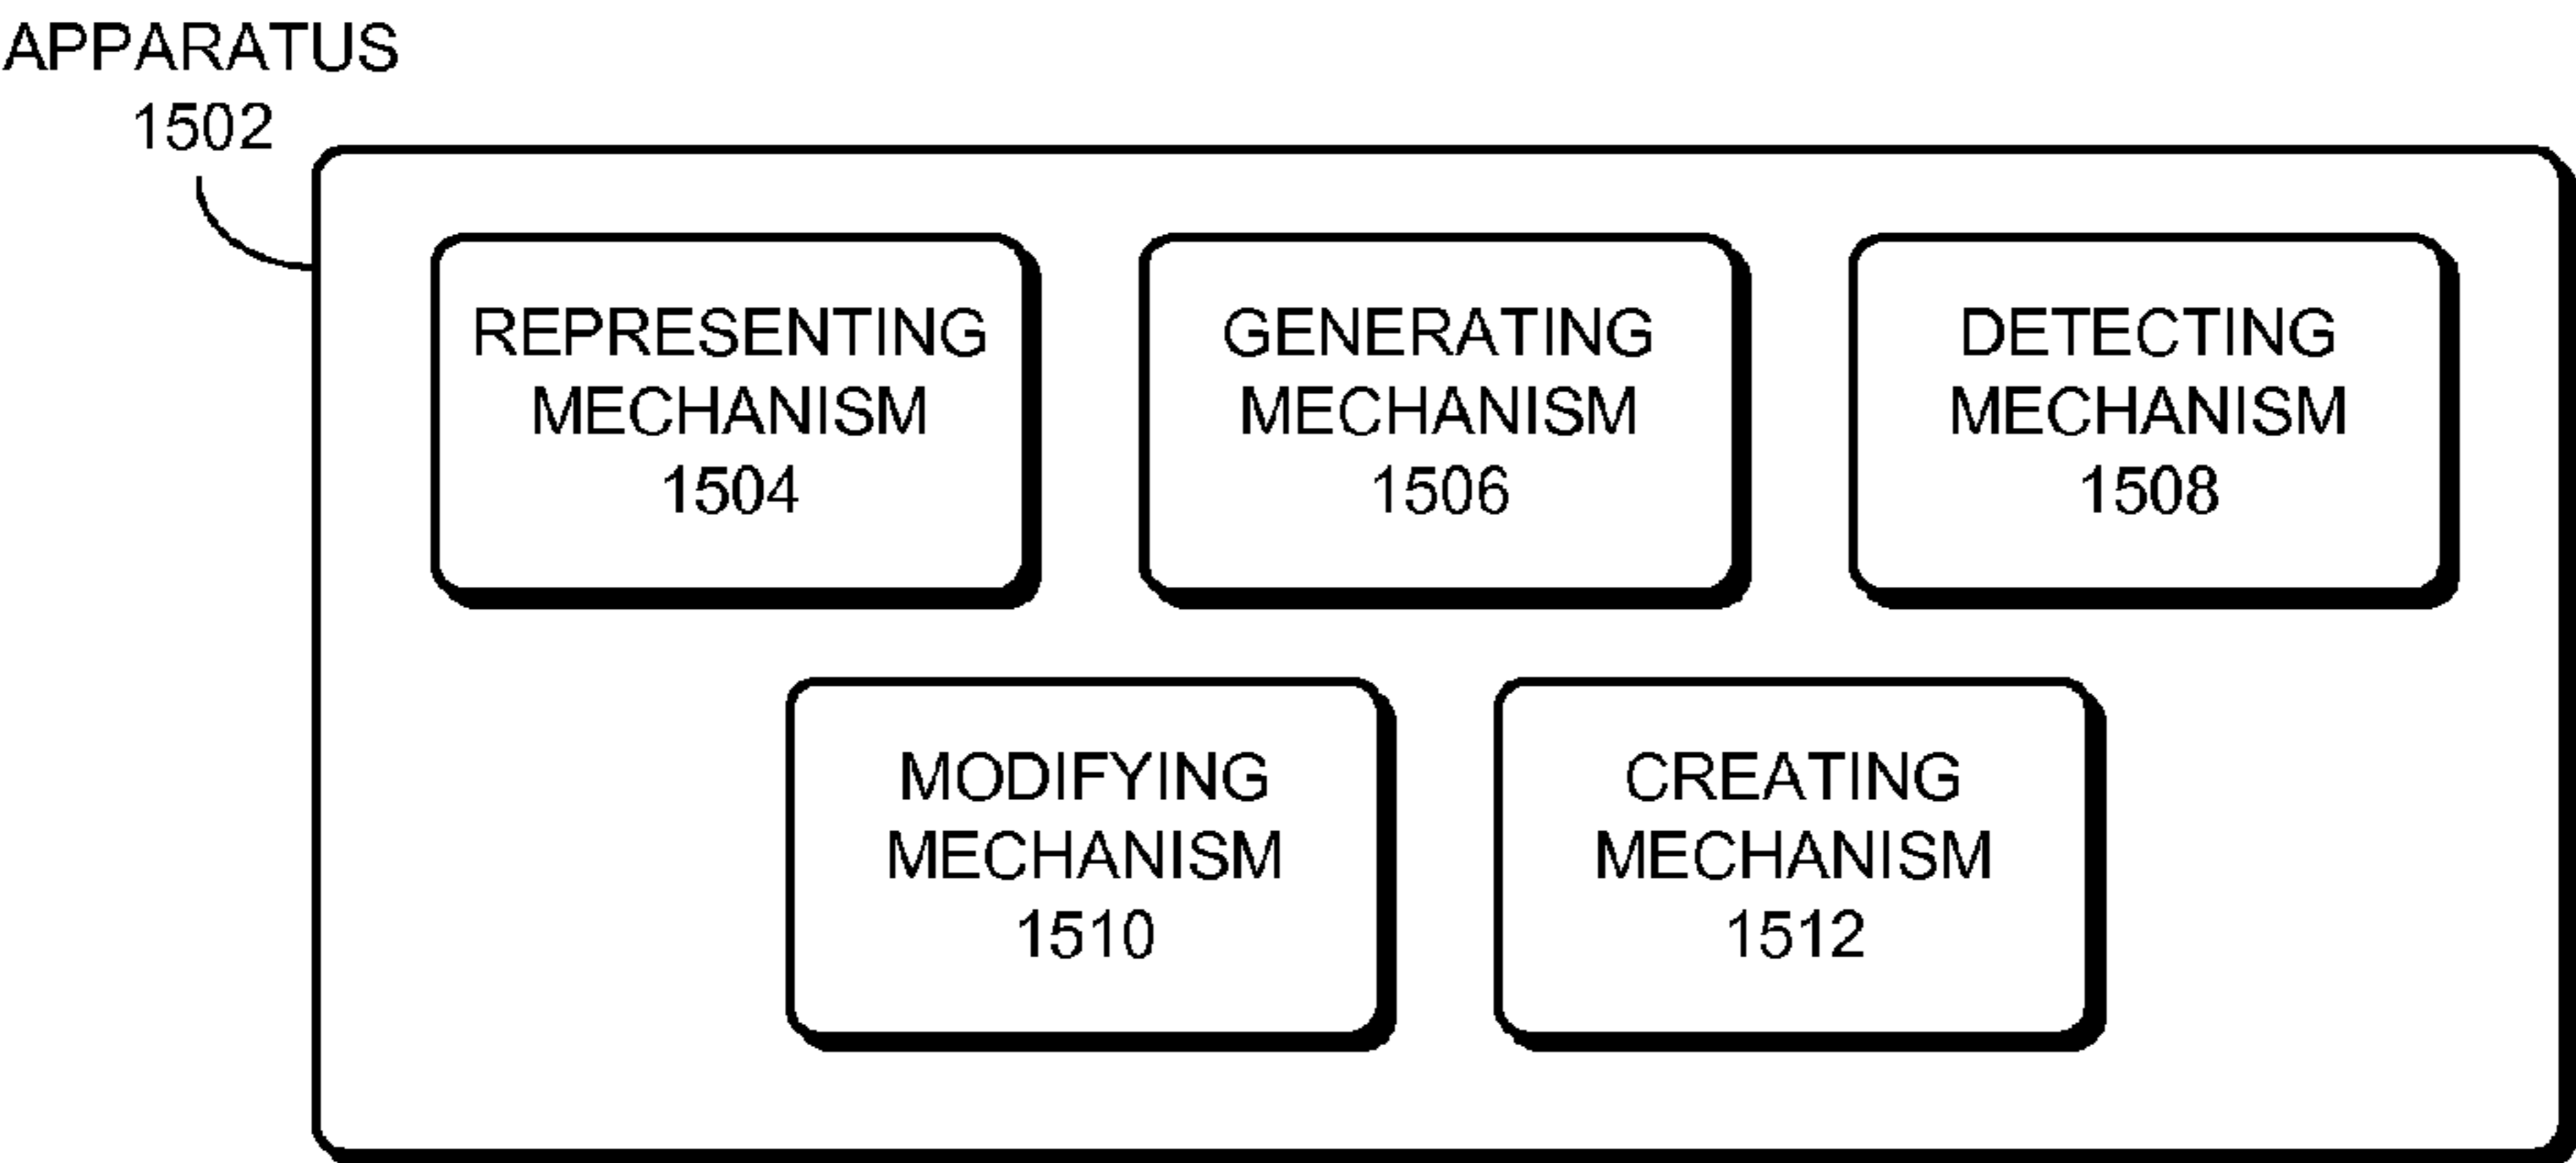 APPARATUS
1502
REPRESENTING
MECHANISM
1504
GENERATING
MECHANISM
1506
DETECTING
MECHANISM
1508
MODIFYING
MECHANISM
1510
CREATING
MECHANISM
1512